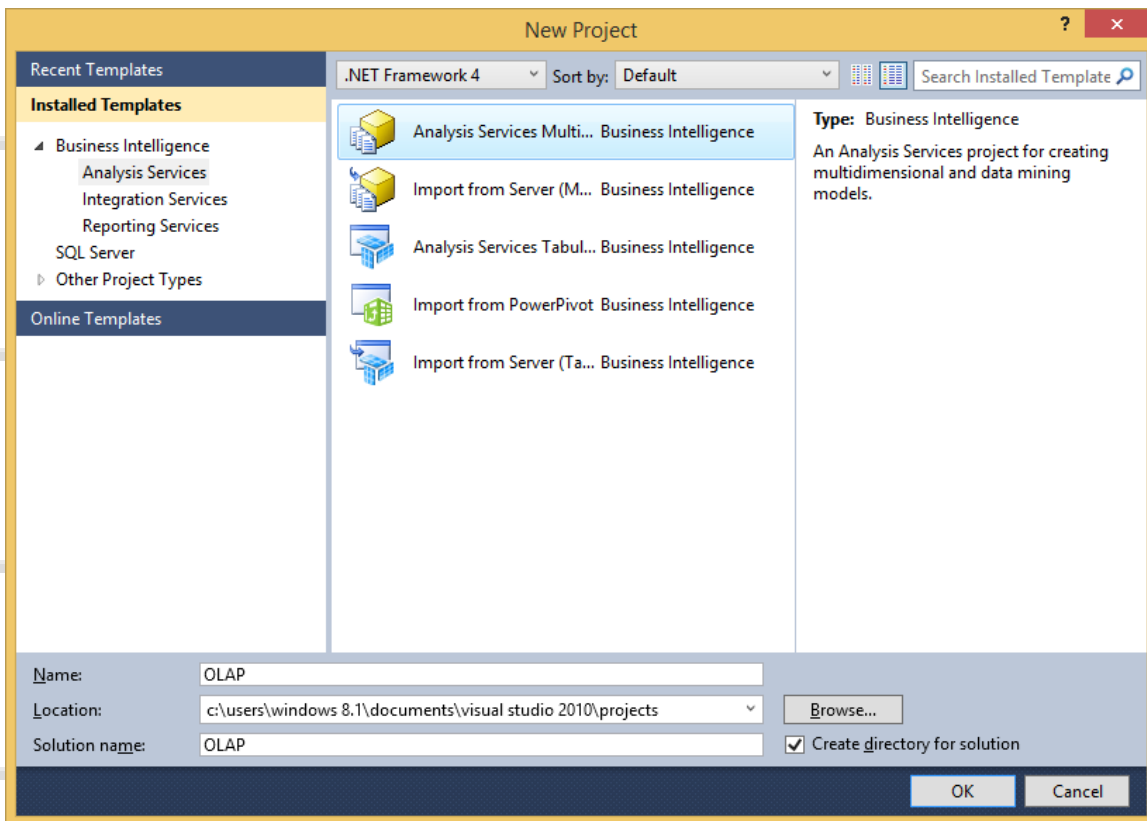 New Project
?
Recent Templates
Installed Templates
Business Intelligence
Analysis Services
Integration Services
Reporting Services
SQL Server
Other Project Types
Online Templates
.NET Framework 4 Sort by: Default Search Installed Template
Analysis Services Multi... Business Intelligence
Import from Server (M... Business Intelligence
Analysis Services Tabul... Business Intelligence
Import from PowerPivot Business Intelligence
Import from Server (Ta... Business Intelligence
Type: Business Intelligence
An Analysis Services project for creating
multidimensional and data mining
models.
Name: OLAP
Location: c:\users\windows 8.1\documents\visual studio 2010\projects Browse...
Solution name: OLAP Create directory for solution
OK Cancel